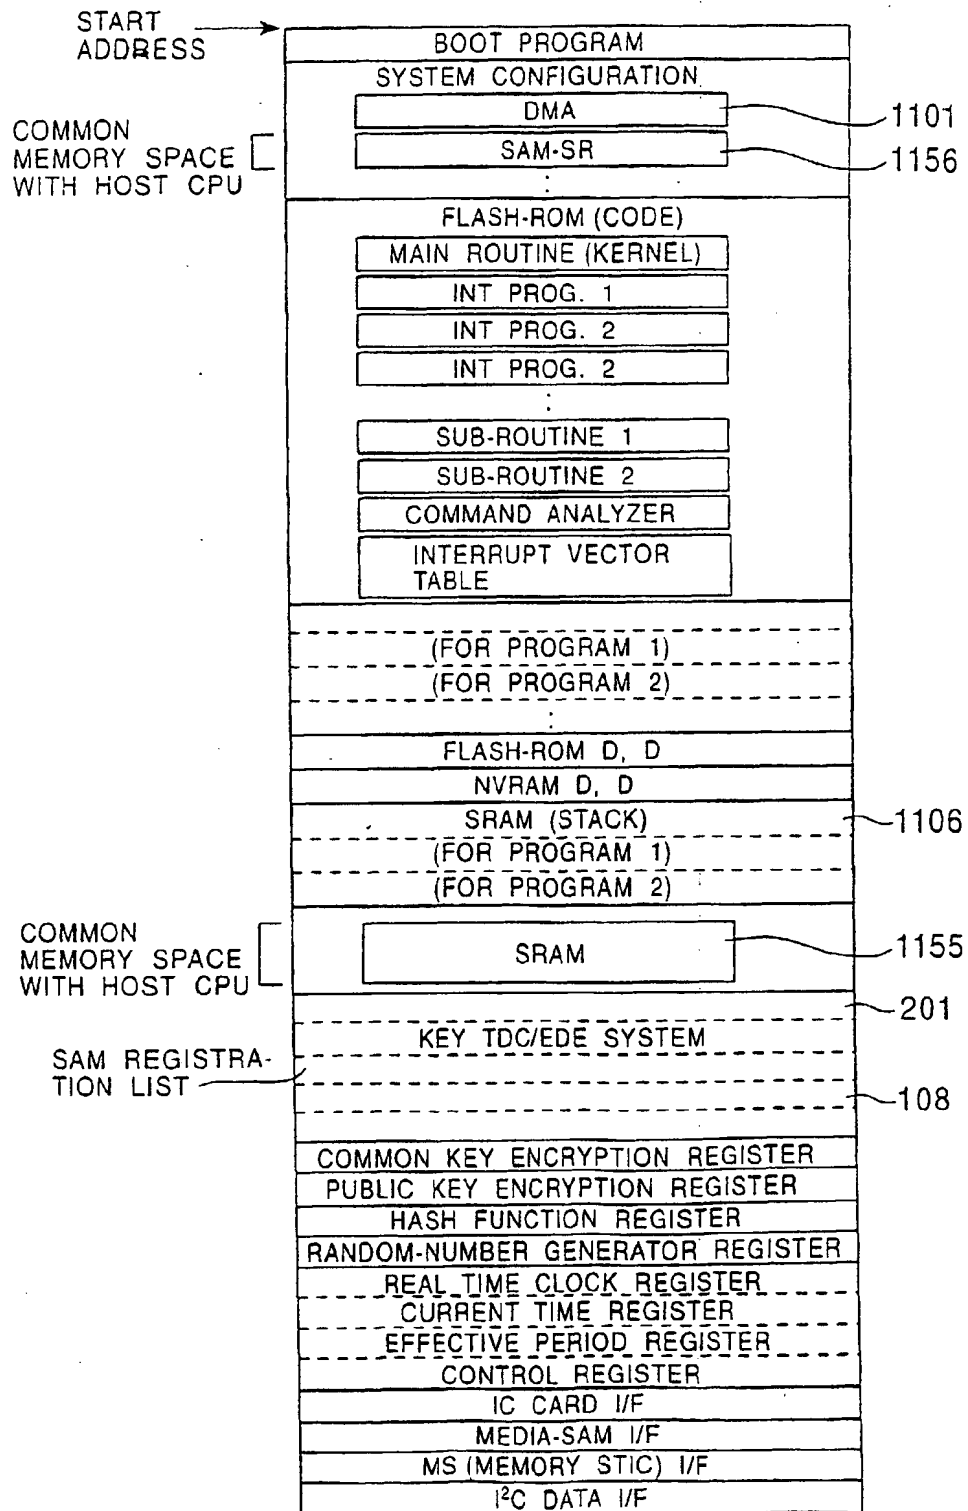 START
ADDRESS
BOOT PROGRAM
SYSTEM CONFIGURATION
DMA
1101
COMMON
MEMORY SPACE
WITH HOST CPU
SAM-SR
1156
FLASH-ROM (CODE)
MAIN ROUTINE (KERNEL)
INT PROG. 1
INT PROG. 2
INT PROG. 2
SUB-ROUTINE 1
SUB-ROUTINE 2
COMMAND ANALYZER
INTERRUPT VECTOR
TABLE
(FOR PROGRAM 1)
(FOR PROGRAM 2)
FLASH-ROM D, D
NVRAM D, D
SRAM (STACK)
1106
(FOR PROGRAM 1)
(FOR PROGRAM 2)
COMMON
MEMORY SPACE
WITH HOST CPU
SRAM
1155
201
KEY TDC/EDE SYSTEM
SAM REGISTRA-
TION LIST
108
COMMON KEY ENCRYPTION REGISTER
PUBLIC KEY ENCRYPTION REGISTER
HASH FUNCTION REGISTER
RANDOM-NUMBER GENERATOR REGISTER
REAL TIME CLOCK REGISTER
CURRENT TIME REGISTER
EFFECTIVE PERIOD REGISTER
CONTROL REGISTER
IC CARD I/F
MEDIA-SAM I/F
MS (MEMORY STIC) I/F
I²C DATA I/F